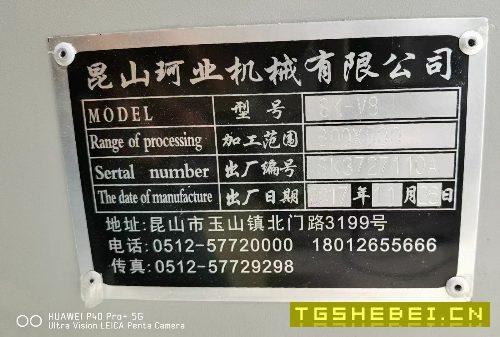 昆山珂业机械有限公司
MODEL 型号
Range of processing 加工范围
Sertal number 出厂编号
The date of manufacture 出厂日期 年 月 日
地址:昆山市玉山镇北门路3199号
电话:0512-57720000 18012655666
传真:0512-57729298
HUAWEI P40 Pro+ 5G
Ultra Vision LEICA Penta Camera
TGSHEBEI.CN